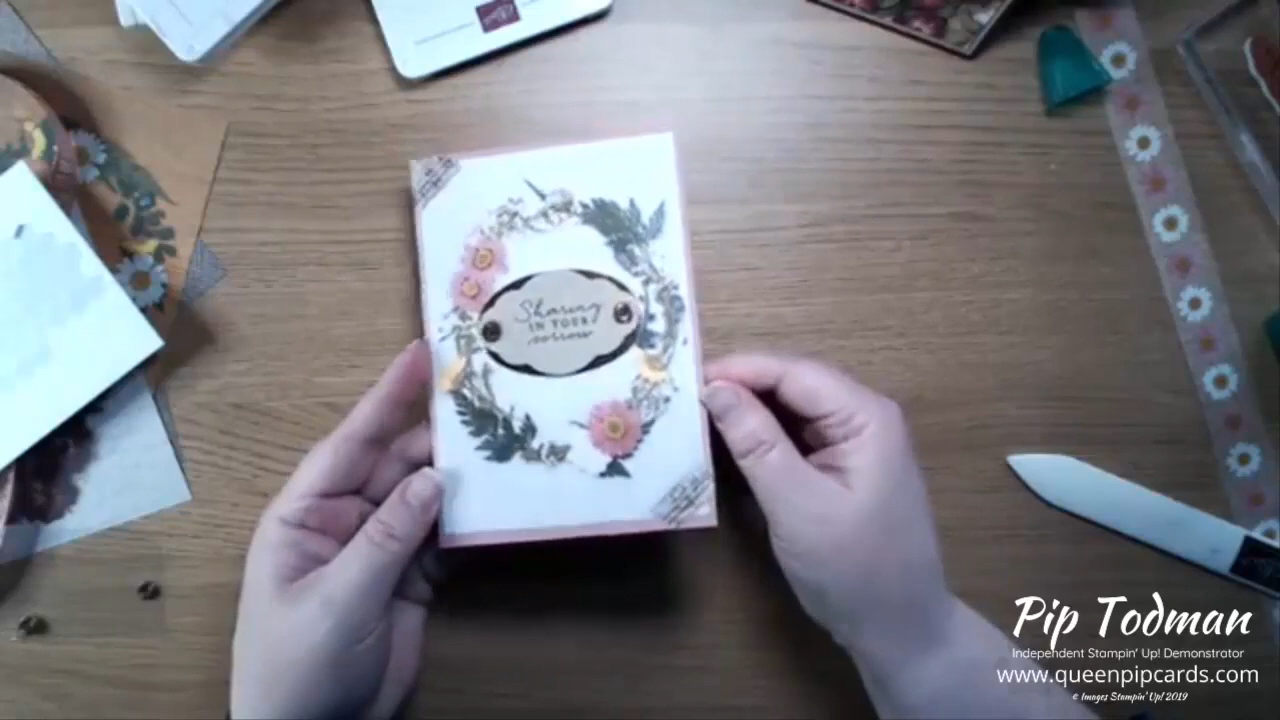 Sharing
IN YOUR
sorrow
Pip Todman
Independent Stampin' Up! Demonstrator
www.queenpipcards.com
© Images Stampin' Up! 2019